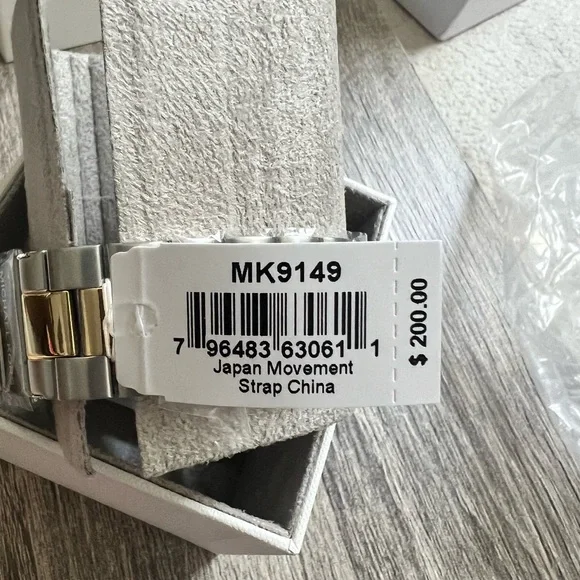 MK9149
7 96483 63061 1
Japan Movement
Strap China
$ 200.00